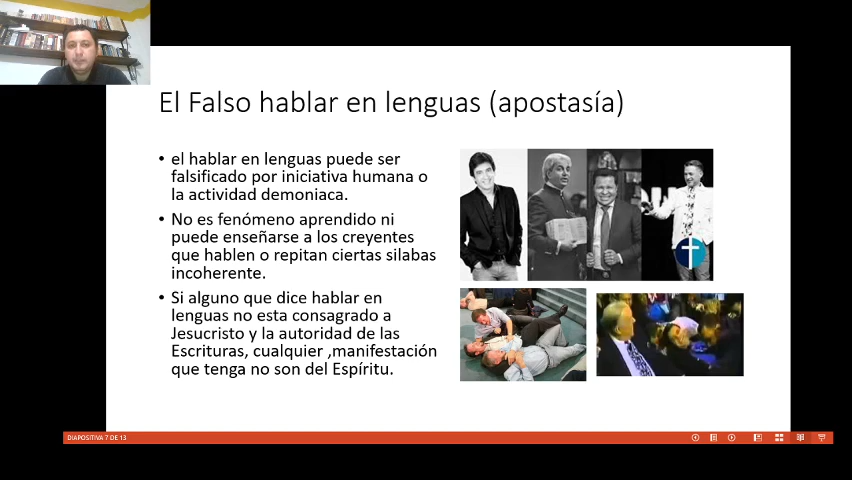 El Falso hablar en lenguas (apostasía)
• el hablar en lenguas puede ser
falsificado por iniciativa humana o
la actividad demoniaca.
• No es fenómeno aprendido ni
puede enseñarse a los creyentes
que hablen o repitan ciertas silabas
incoherente.
• Si alguno que dice hablar en
lenguas no esta consagrado a
Jesucristo y la autoridad de las
Escrituras, cualquier ,manifestación
que tenga no son del Espíritu.
DIAPOSITIVA 7 DE 13